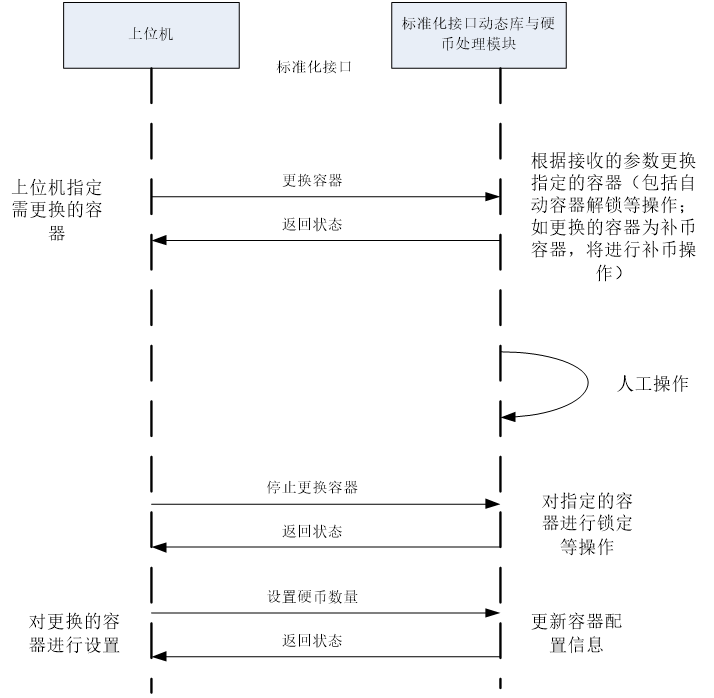 上位机
标准化接口动态库与硬
币处理模块
标准化接口
上位机指定
需更换的容
器
更换容器
返回状态
根据接收的参数更换
指定的容器（包括自
动容器解锁等操作；
如更换的容器为补币
容器，将进行补币操
作）
人工操作
停止更换容器
返回状态
对指定的容
器进行锁定
等操作
对更换的容
器进行设置
设置硬币数量
返回状态
更新容器配
置信息